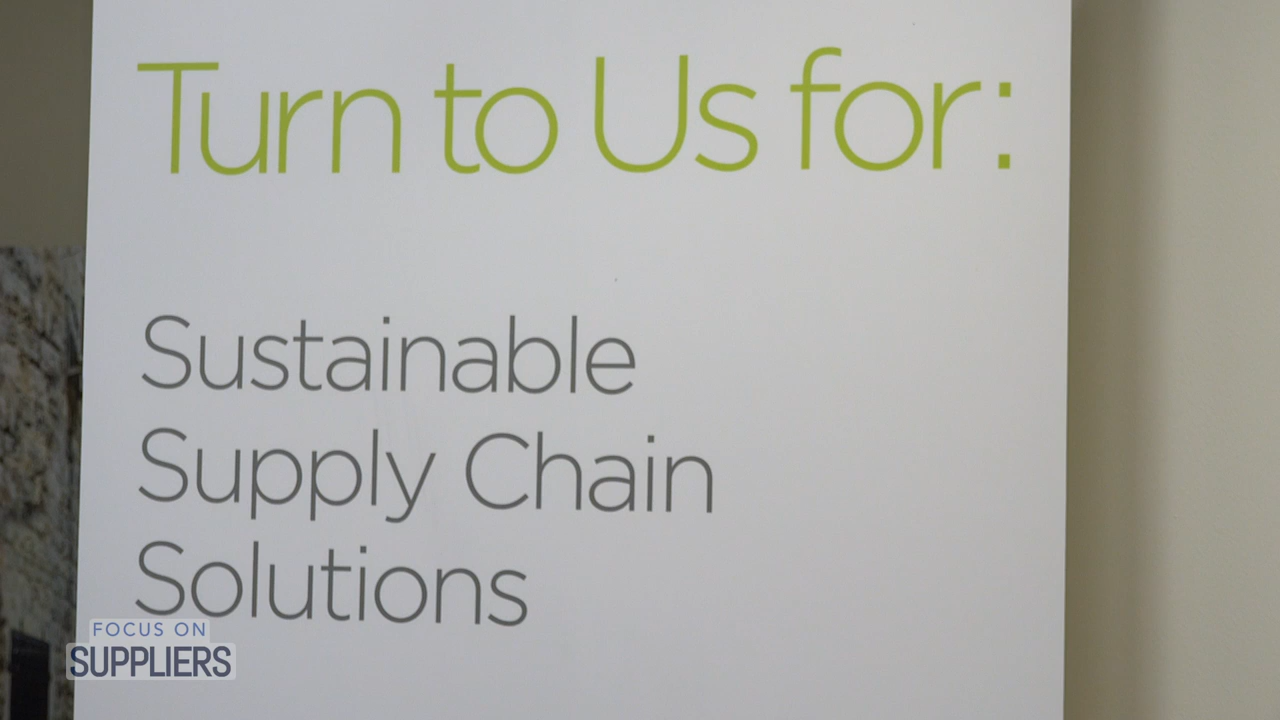 Turn to Us for:
Sustainable
Supply Chain
Solutions
FOCUS ON
SUPPLIERS